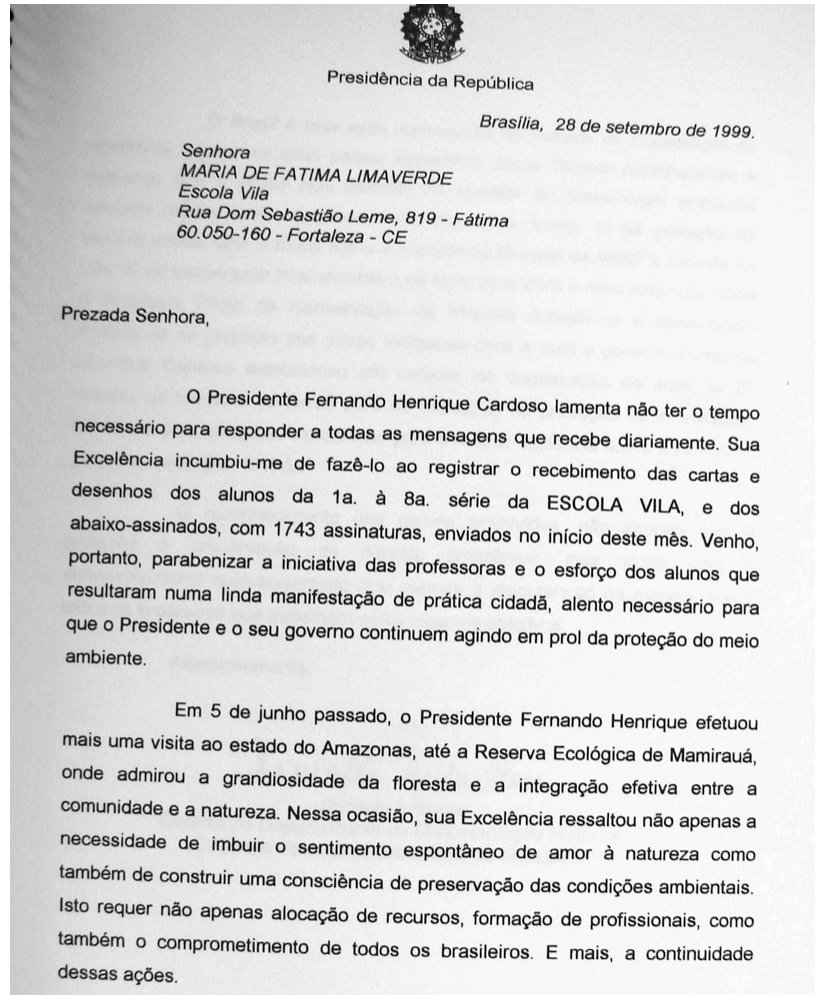 Presidência da República
Brasília, 28 de setembro de 1999.
Senhora
MARIA DE FATIMA LIMAVERDE
Escola Vila
Rua Dom Sebastião Leme, 819 - Fátima
60.050-160 - Fortaleza - CE
Prezada Senhora,
O Presidente Fernando Henrique Cardoso lamenta não ter o tempo
necessário para responder a todas as mensagens que recebe diariamente. Sua
Excelência incumbiu-me de fazê-lo ao registrar o recebimento das cartas e
desenhos dos alunos da 1a. à 8a. série da ESCOLA VILA, e dos
abaixo-assinados, com 1743 assinaturas, enviados no início deste mês. Venho,
portanto, parabenizar a iniciativa das professoras e o esforço dos alunos que
resultaram numa linda manifestação de prática cidadã, alento necessário para
que o Presidente e o seu governo continuem agindo em prol da proteção do meio
ambiente.
Em 5 de junho passado, o Presidente Fernando Henrique efetuou
mais uma visita ao estado do Amazonas, até a Reserva Ecológica de Mamirauá,
onde admirou a grandiosidade da floresta e a integração efetiva entre a
comunidade e a natureza. Nessa ocasião, sua Excelência ressaltou não apenas a
necessidade de imbuir o sentimento espontâneo de amor à natureza como
também de construir uma consciência de preservação das condições ambientais.
Isto requer não apenas alocação de recursos, formação de profissionais, como
também o comprometimento de todos os brasileiros. E mais, a continuidade
dessas ações.